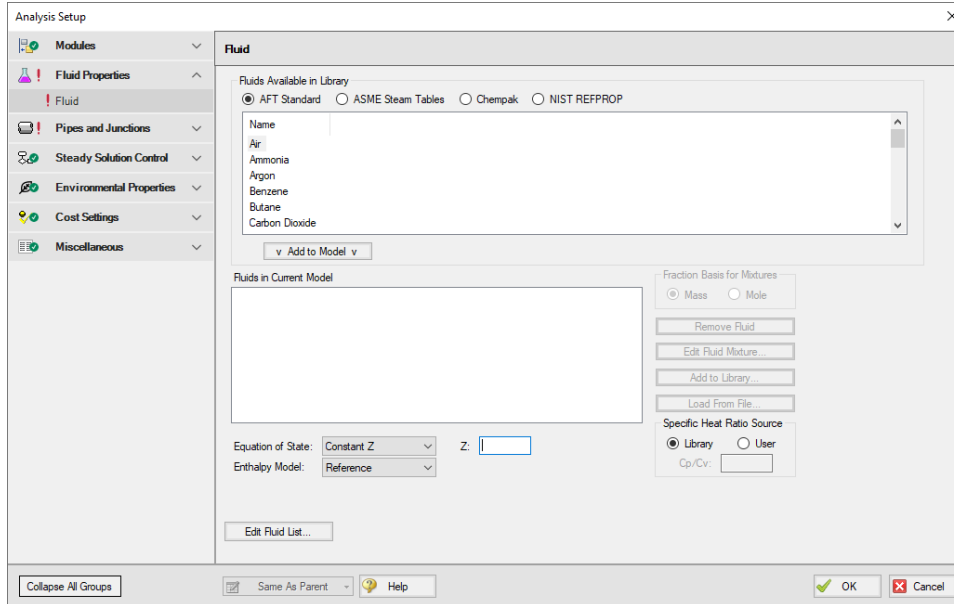 Analysis Setup
Modules
Fluid Properties
Fluid
Pipes and Junctions
Steady Solution Control
Environmental Properties
Cost Settings
Miscellaneous
Collapse All Groups
Fluid
Fluids Available in Library
AFT Standard ASME Steam Tables Chempak NIST REFPROP
Name
Air
Ammonia
Argon
Benzene
Butane
Carbon Dioxide
v Add to Model v
Fluids in Current Model
Fraction Basis for Mixtures
Mass Mole
Remove Fluid
Edit Fluid Mixture...
Add to Library...
Load From File...
Specific Heat Ratio Source
Library User
Cp/Cv:
Equation of State: Constant Z Z:
Enthalpy Model: Reference
Edit Fluid List...
Same As Parent Help OK Cancel